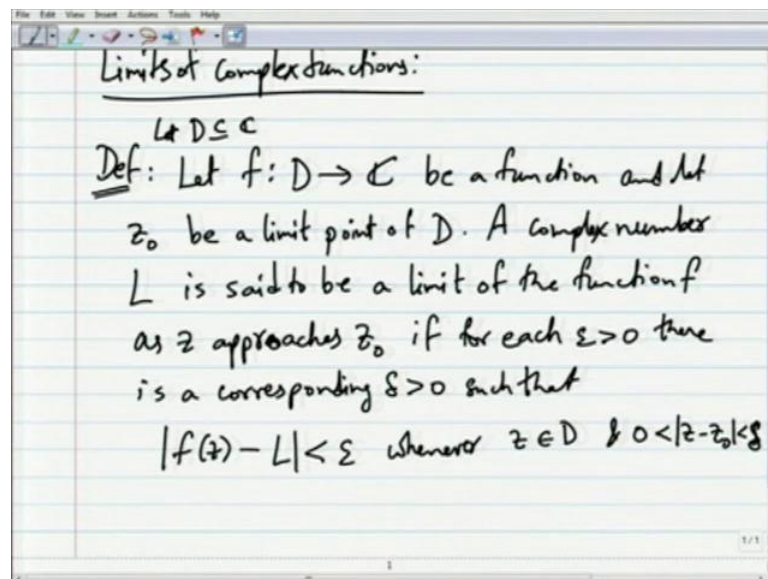 File Edit View Insert Actions Tools Help
Limits of complex functions:
Let D ⊆ ℂ
Def: Let f: D → ℂ be a function and let
z₀ be a limit point of D. A complex number
L is said to be a limit of the function f
as z approaches z₀ if for each ε>0 there
is a corresponding δ>0 such that
|f(z) - L| < ε whenever z ∈ D & 0<|z-z₀|<δ
1/1
1